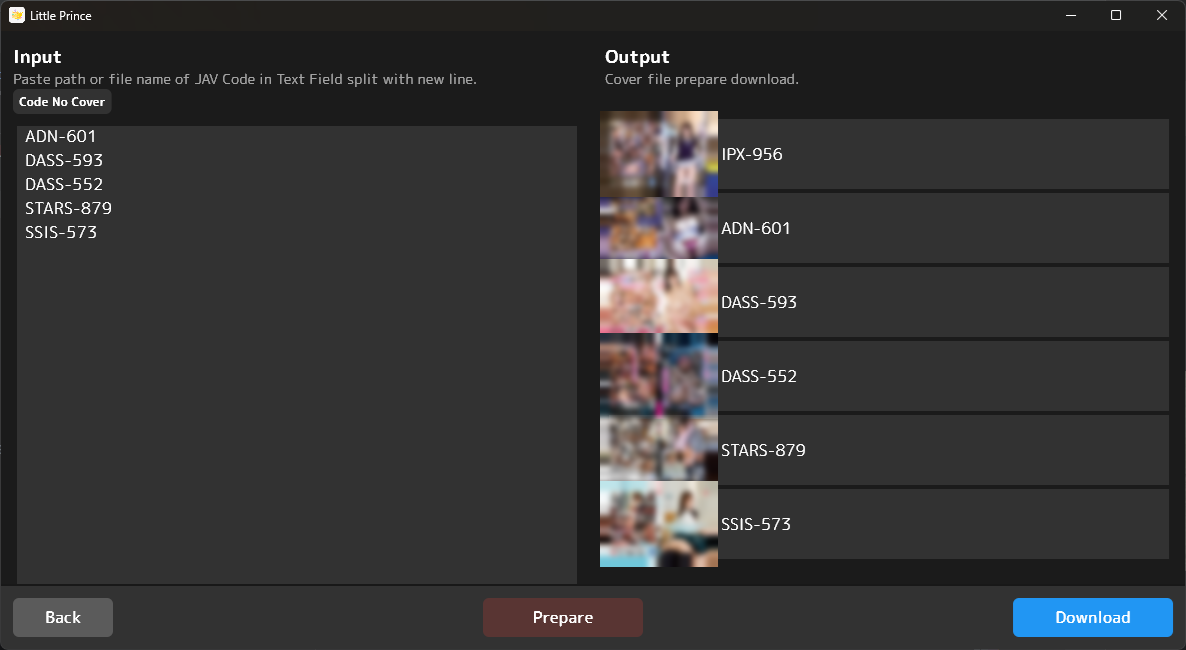 Little Prince
Input
Paste path or file name of JAV Code in Text Field split with new line.
Code No Cover
ADN-601
DASS-593
DASS-552
STARS-879
SSIS-573
Output
Cover file prepare download.
IPX-956
ADN-601
DASS-593
DASS-552
STARS-879
SSIS-573
Back
Prepare
Download